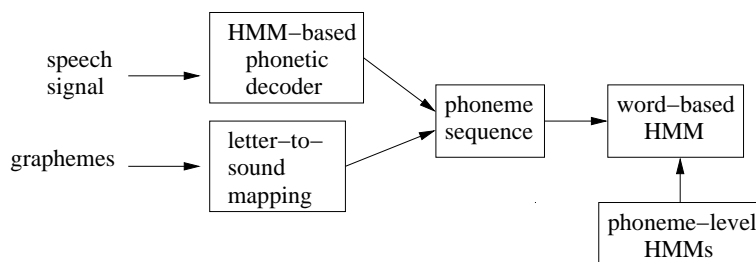 speech
signal
HMM−based
phonetic
decoder
graphemes
letter−to−
sound
mapping
phoneme
sequence
word−based
HMM
phoneme−level
HMMs